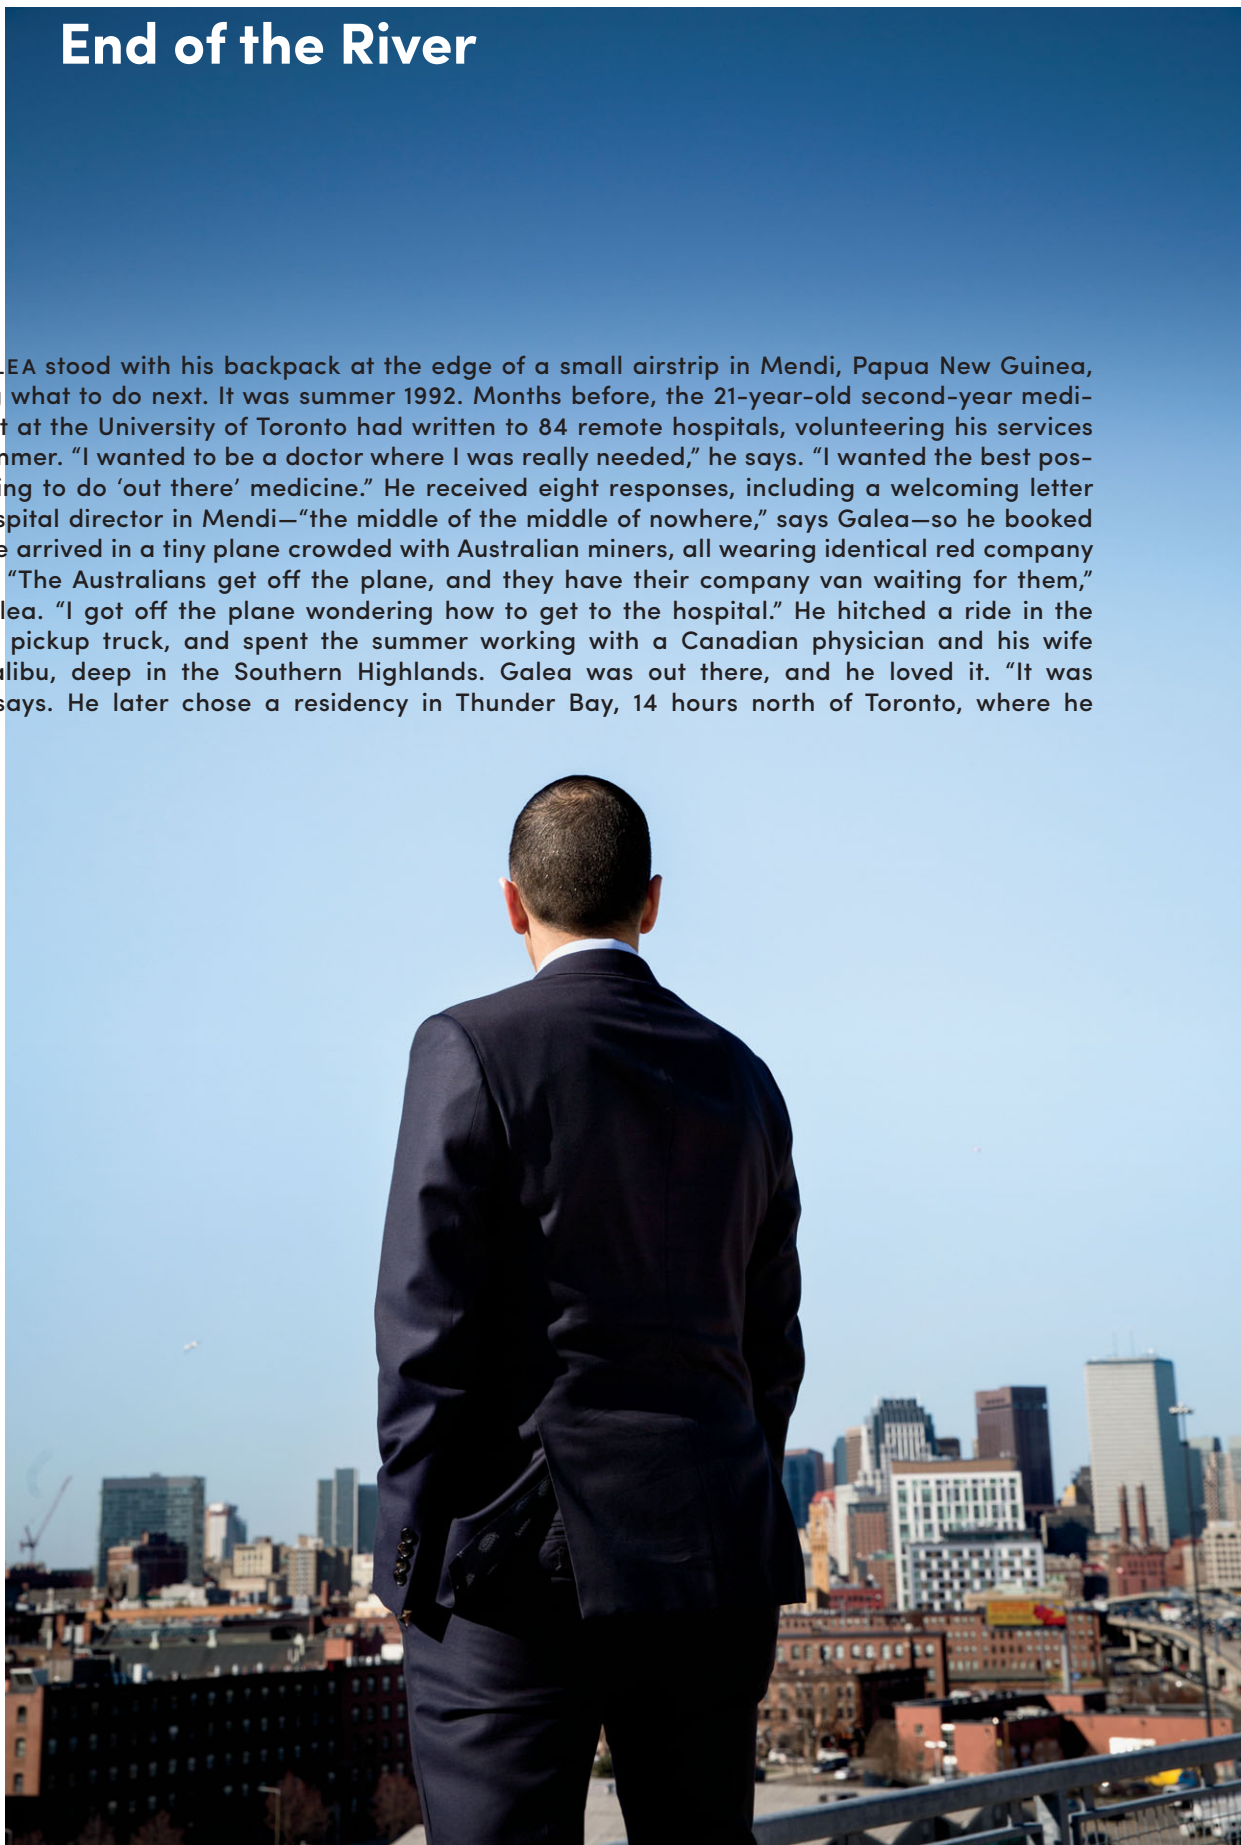 End of the River
LEA stood with his backpack at the edge of a small airstrip in Mendi, Papua New Guinea,
what to do next. It was summer 1992. Months before, the 21-year-old second-year medi-
t at the University of Toronto had written to 84 remote hospitals, volunteering his services
mmer. “I wanted to be a doctor where I was really needed,” he says. “I wanted the best pos-
ing to do ‘out there’ medicine.” He received eight responses, including a welcoming letter
spital director in Mendi—“the middle of the middle of nowhere,” says Galea—so he booked
e arrived in a tiny plane crowded with Australian miners, all wearing identical red company
“The Australians get off the plane, and they have their company van waiting for them,”
lea. “I got off the plane wondering how to get to the hospital.” He hitched a ride in the
pickup truck, and spent the summer working with a Canadian physician and his wife
alibu, deep in the Southern Highlands. Galea was out there, and he loved it. “It was
says. He later chose a residency in Thunder Bay, 14 hours north of Toronto, where he